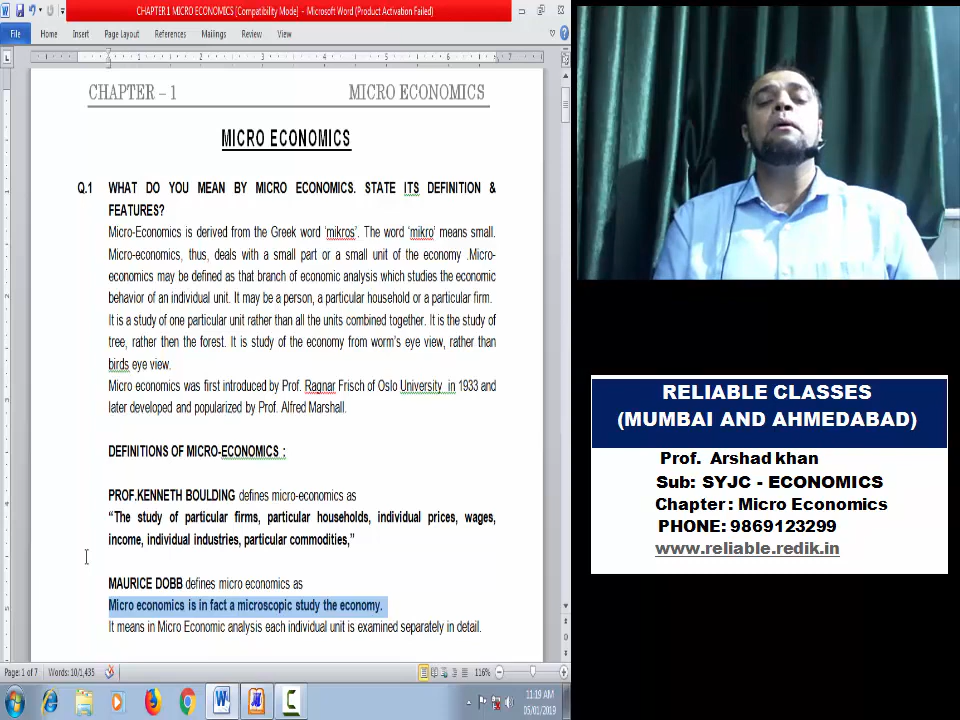 CHAPTER 1 MICRO ECONOMICS [Compatibility Mode] - Microsoft Word (Product Activation Failed)
File Home Insert Page Layout References Mailings Review View
CHAPTER – 1 MICRO ECONOMICS
MICRO ECONOMICS
Q.1 WHAT DO YOU MEAN BY MICRO ECONOMICS. STATE ITS DEFINITION &
FEATURES?
Micro-Economics is derived from the Greek word ‘mikros’. The word ‘mikro’ means small.
Micro-economics, thus, deals with a small part or a small unit of the economy .Micro-
economics may be defined as that branch of economic analysis which studies the economic
behavior of an individual unit. It may be a person, a particular household or a particular firm.
It is a study of one particular unit rather than all the units combined together. It is the study of
tree, rather then the forest. It is study of the economy from worm's eye view, rather than
birds eye view.
Micro economics was first introduced by Prof. Ragnar Frisch of Oslo University in 1933 and
later developed and popularized by Prof. Alfred Marshall.
DEFINITIONS OF MICRO-ECONOMICS :
PROF.KENNETH BOULDING defines micro-economics as
“The study of particular firms, particular households, individual prices, wages,
income, individual industries, particular commodities,”
MAURICE DOBB defines micro economics as
Micro economics is in fact a microscopic study the economy.
It means in Micro Economic analysis each individual unit is examined separately in detail.
Page: 1 of 7 Words: 10/1,435 116%
11:19 AM
05/01/2019
RELIABLE CLASSES
(MUMBAI AND AHMEDABAD)
Prof. Arshad khan
Sub: SYJC - ECONOMICS
Chapter : Micro Economics
PHONE: 9869123299
www.reliable.redik.in